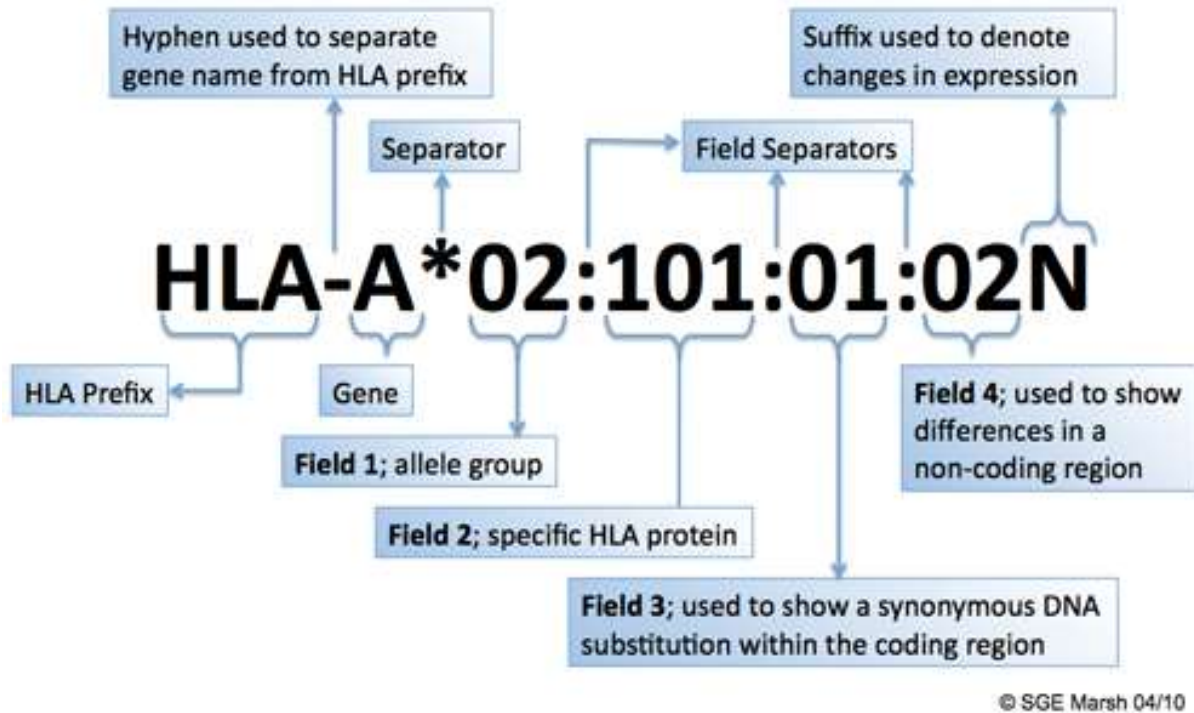 Hyphen used to separate
gene name from HLA prefix
Suffix used to denote
changes in expression
Separator
Field Separators
HLA-A*02:101:01:02N
HLA Prefix
Gene
Field 1; allele group
Field 2; specific HLA protein
Field 3; used to show a synonymous DNA
substitution within the coding region
Field 4; used to show
differences in a
non-coding region
© SGE Marsh 04/10